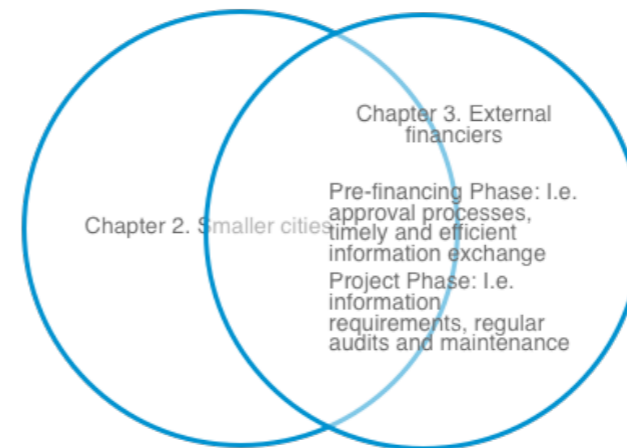 Chapter 3. External
financiers
Chapter 2. Smaller cities
Pre-financing Phase: I.e.
approval processes,
timely and efficient
information exchange
Project Phase: I.e.
information
requirements, regular
audits and maintenance